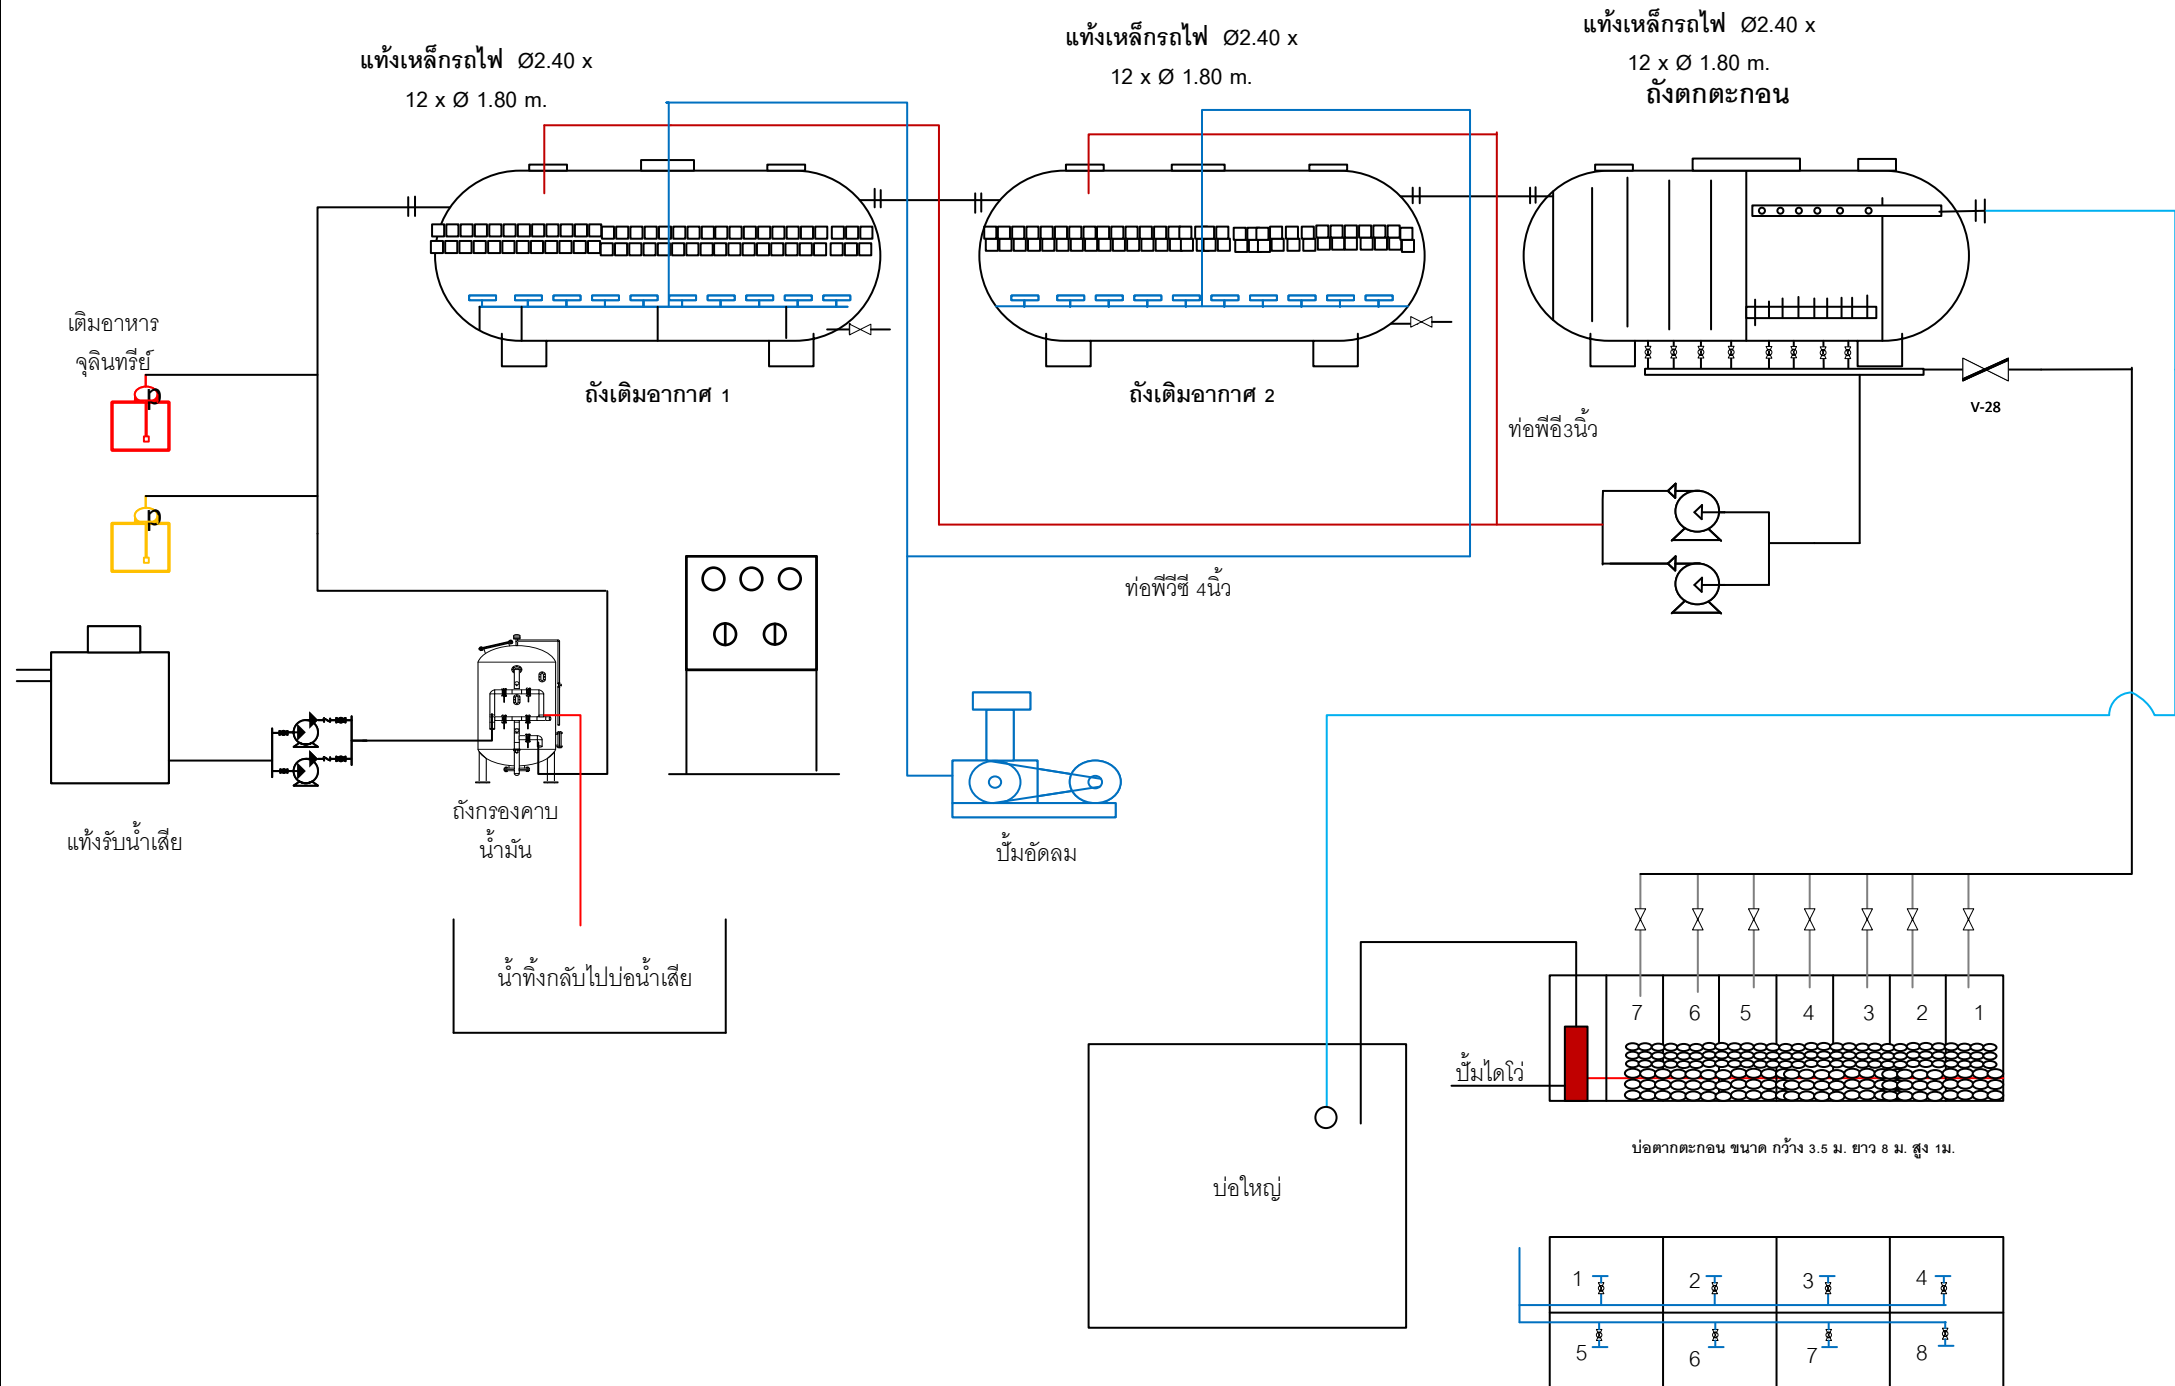 แท้งเหล็กรถไฟ Ø2.40 x
12 x Ø 1.80 m.
แท้งเหล็กรถไฟ Ø2.40 x
12 x Ø 1.80 m.
แท้งเหล็กรถไฟ Ø2.40 x
12 x Ø 1.80 m.
ถังตกตะกอน
เติมอาหาร
จุลินทรีย์
p
p
ถังเติมอากาศ 1
ถังเติมอากาศ 2
V-28
ท่อพีอี3นิ้ว
ท่อพีวีซี 4นิ้ว
แท้งรับน้ำเสีย
ถังกรองคาบ
น้ำมัน
ปั้มอัดลม
น้ำทิ้งกลับไปบ่อน้ำเสีย
7 6 5 4 3 2 1
ปั้มไดโว่
บ่อตากตะกอน ขนาด กว้าง 3.5 ม. ยาว 8 ม. สูง 1ม.
บ่อใหญ่
1 2 3 4
5 6 7 8